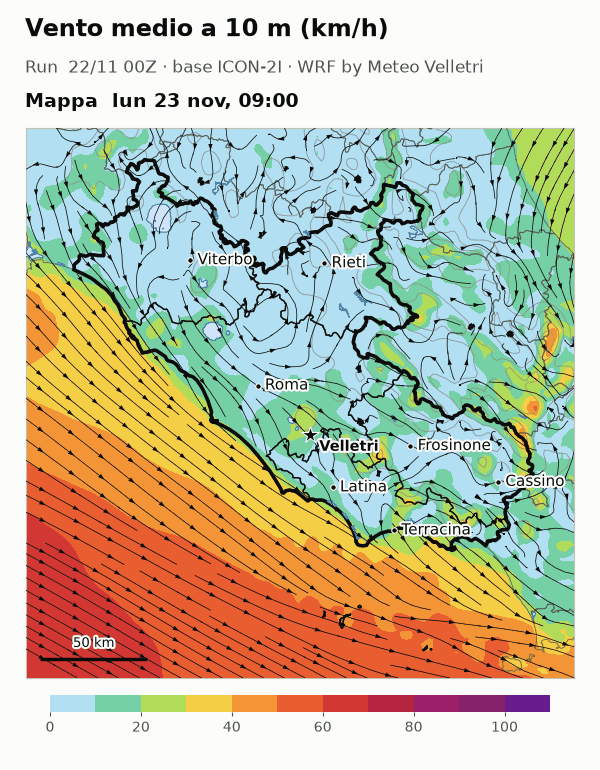 Vento medio a 10 m (km/h)
Run 22/11 00Z · base ICON-2I · WRF by Meteo Velletri
Mappa lun 23 nov, 09:00
Viterbo
Rieti
Roma
Velletri
Frosinone
Cassino
Latina
Terracina
50 km
0 20 40 60 80 100